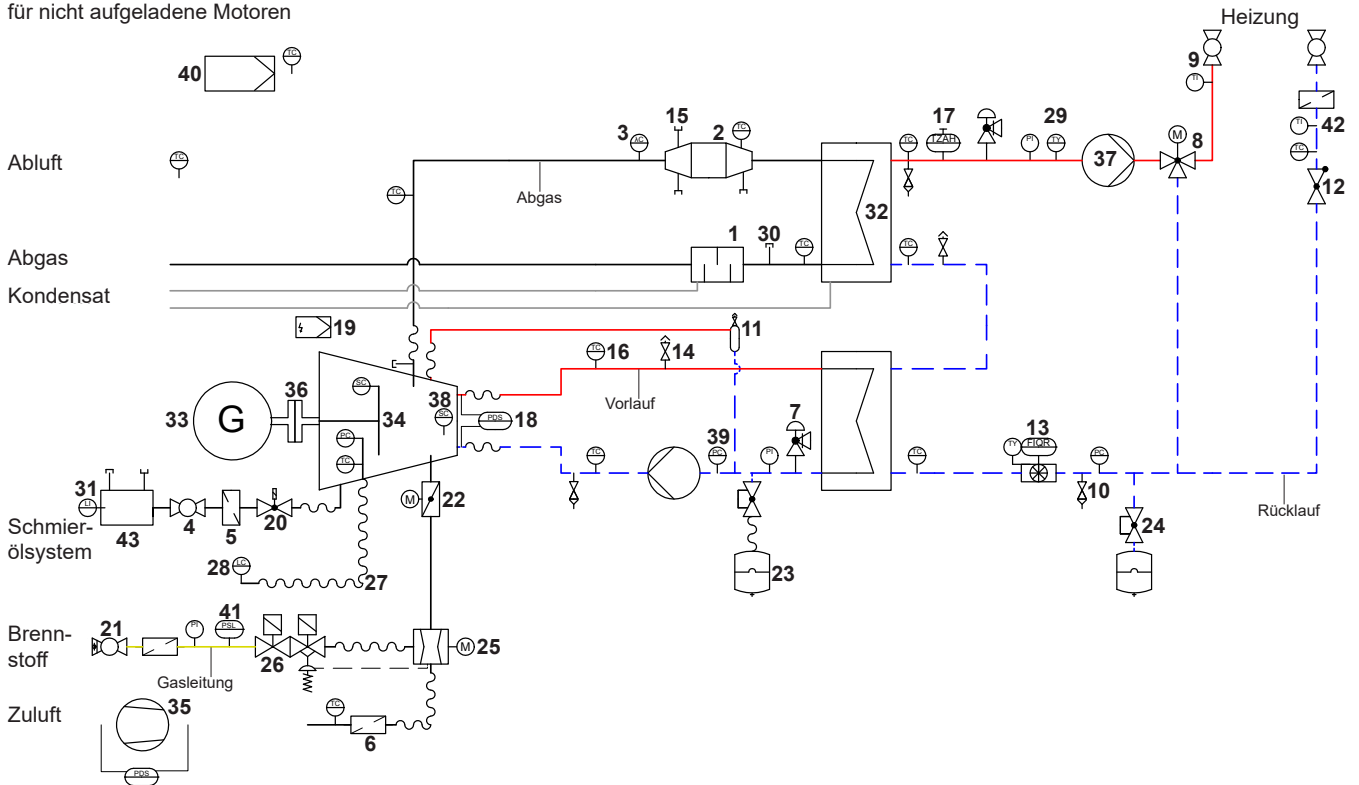 für nicht aufgeladene Motoren
Heizung
40
TC
9
TI
15
3
AC
2
TC
17
TC
TZAH
PI
29
TY
37
M
8
TI
42
TC
12
Abluft
TC
TC
Abgas
32
Abgas
1
30
TC
TC
Kondensat
19
11
TC
16
14
36
SC
34
38
SC
PDS
18
Vorlauf
7
33
G
PC
TC
TC
39
PC
PI
TC
13
TY
FIQR
PC
10
Rücklauf
31
LI
43
4
5
20
M
22
Schmier-
ölsystem
24
28
LC
27
23
Brenn-
stoff
21
PI
41
PSL
26
M
25
Gasleitung
Zuluft
35
TC
6
PDS